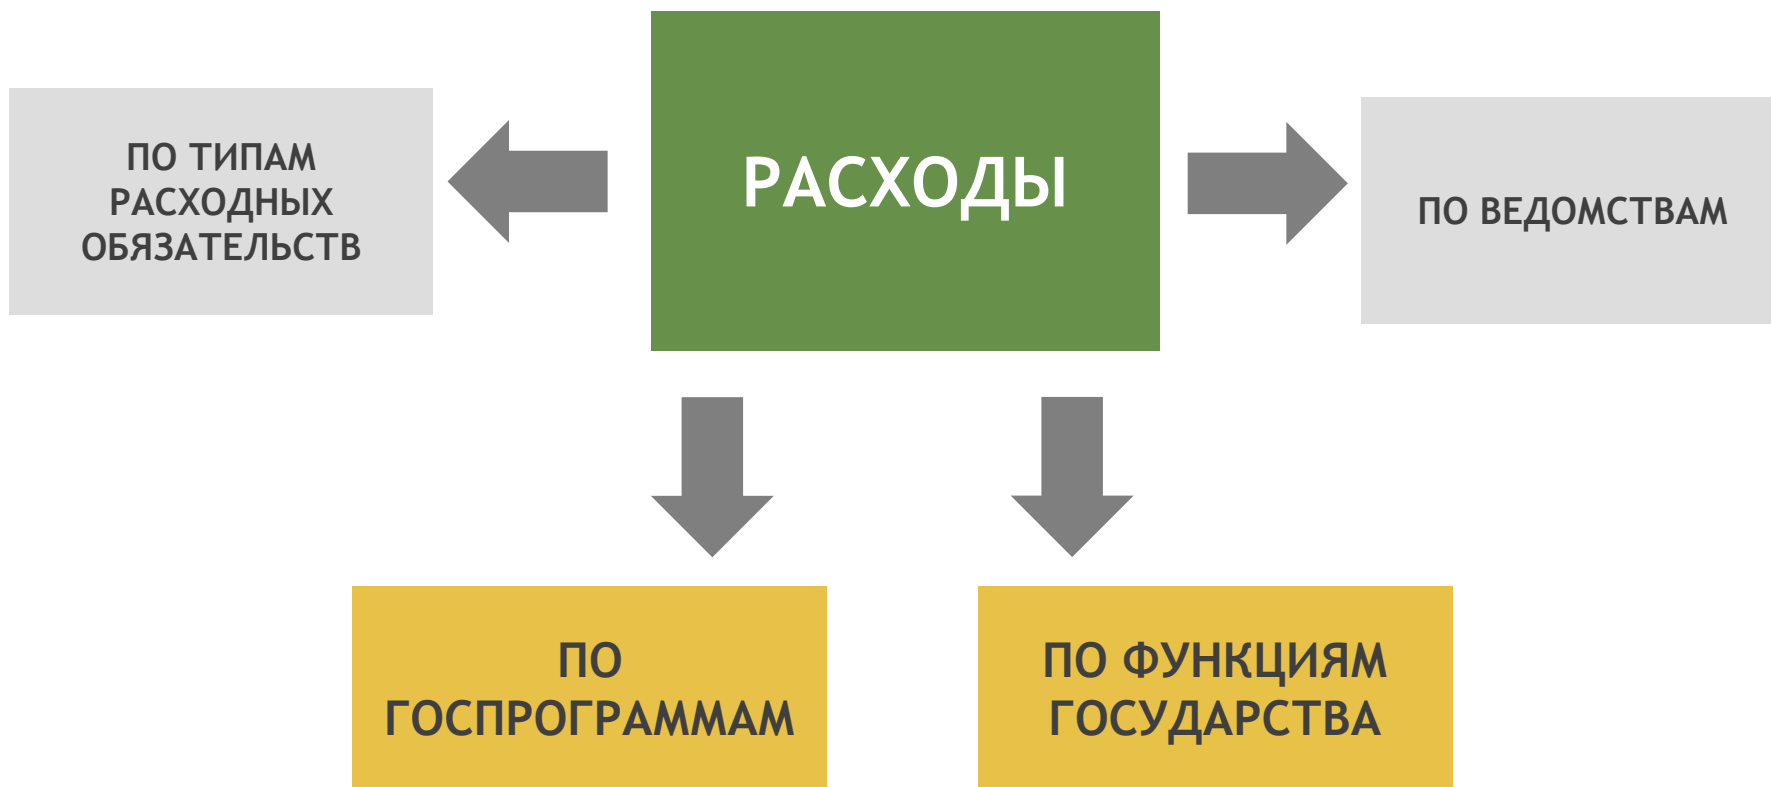 РАСХОДЫ
ПО ТИПАМ
РАСХОДНЫХ
ОБЯЗАТЕЛЬСТВ
ПО ВЕДОМСТВАМ
ПО
ГОСПРОГРАММАМ
ПО ФУНКЦИЯМ
ГОСУДАРСТВА